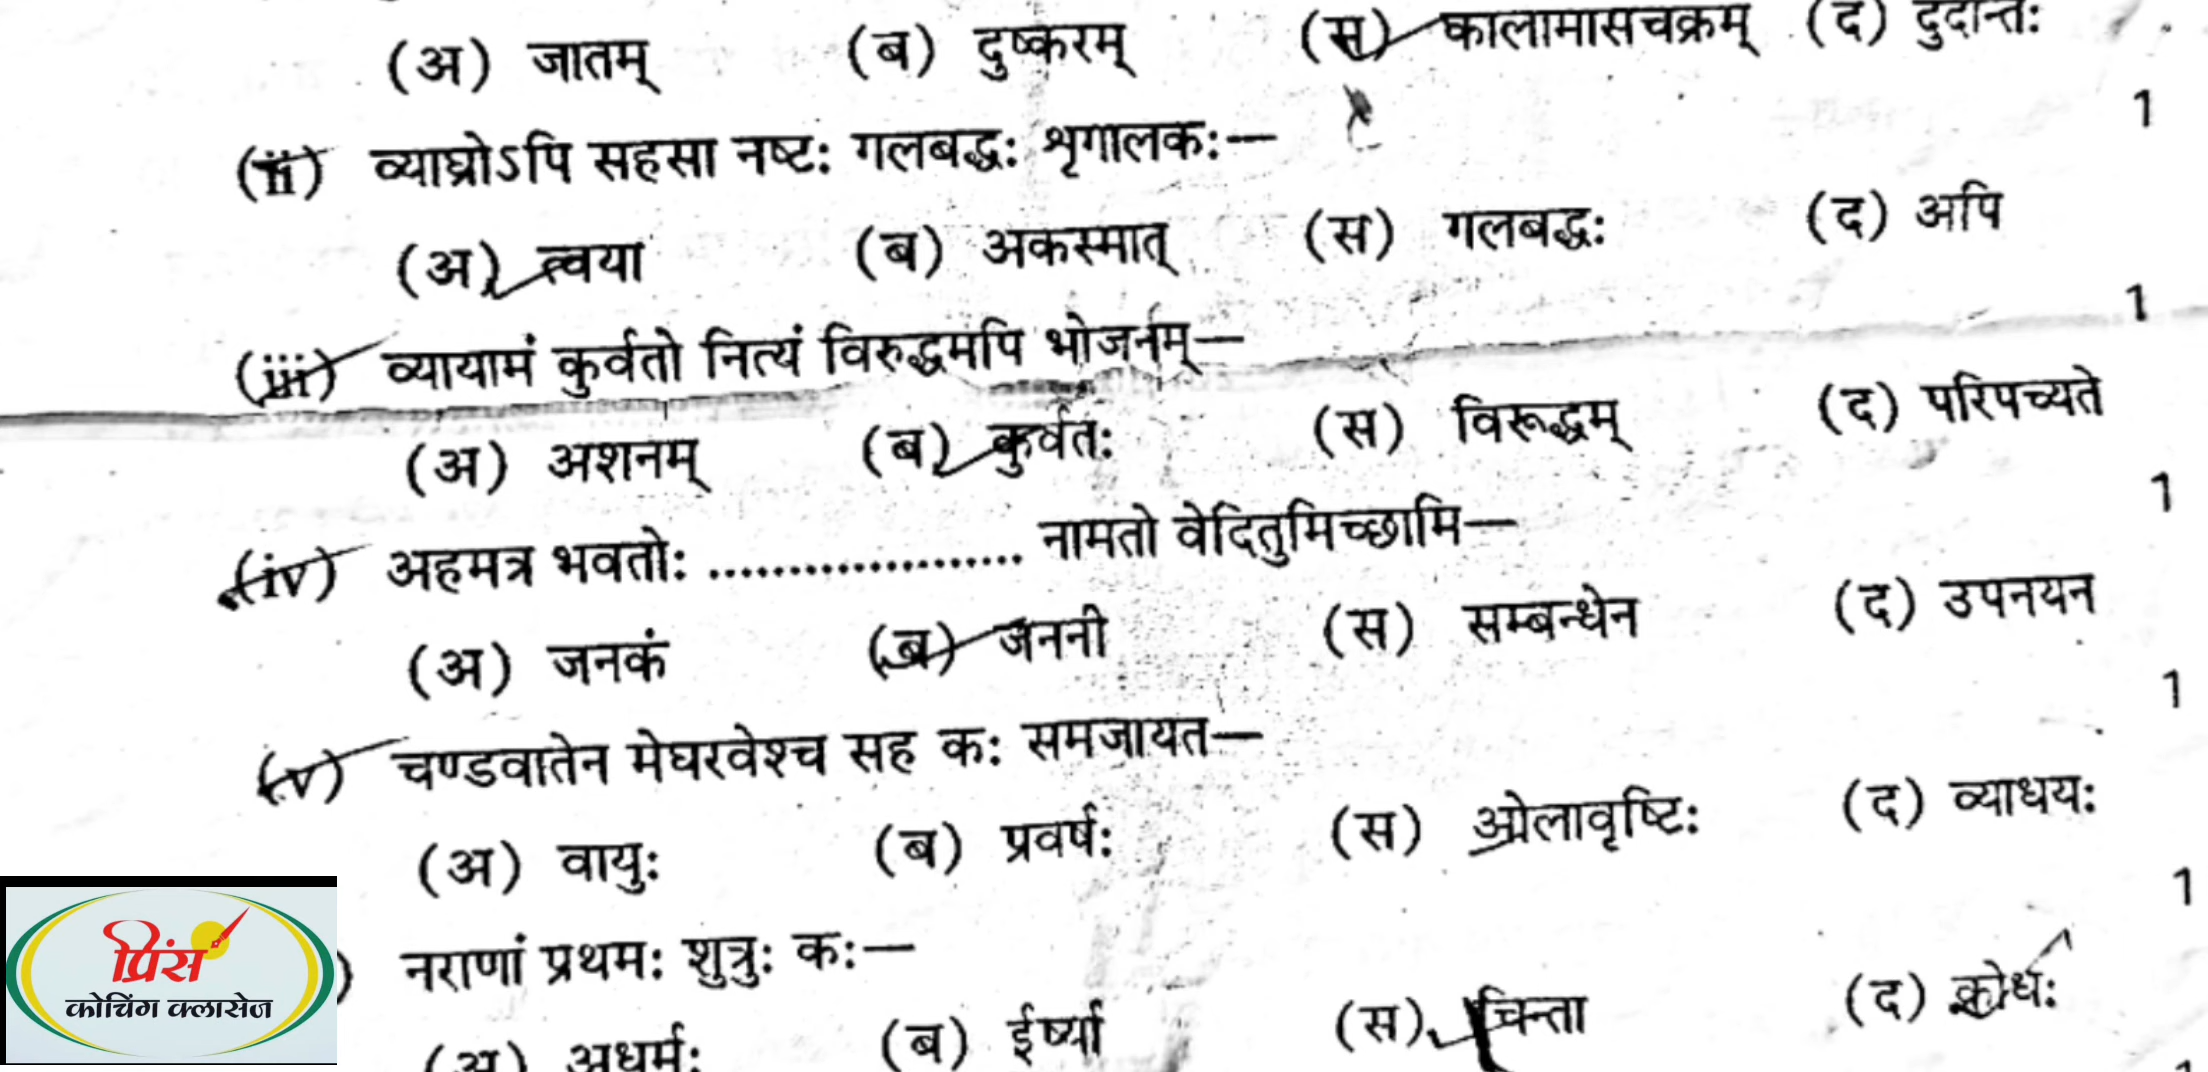 (अ) जातम् (ब) दुष्करम् (स) कालामासचक्रम् (द) दुदान्तः
1
(ii) व्याघ्रोऽपि सहसा नष्टः गलबद्धः शृगालकः—
(अ) त्वया (ब) अकस्मात् (स) गलबद्धः (द) अपि
1
(iii) व्यायामं कुर्वतो नित्यं विरुद्धमपि भोजनम्—
(अ) अशनम् (ब) कुर्वतः (स) विरूद्धम् (द) परिपच्यते
1
(iv) अहमत्र भवतोः .................... नामतो वेदितुमिच्छामि—
(अ) जनकं (ब) जननी (स) सम्बन्धेन (द) उपनयन
1
(v) चण्डवातेन मेघरवेश्च सह कः समजायत—
(अ) वायुः (ब) प्रवर्षः (स) ओलावृष्टिः (द) व्याधयः
1
) नराणां प्रथमः शुत्रुः कः—
(अ) अधर्मः (ब) ईर्ष्या (स) चिन्ता (द) क्रोधः
प्रिंस
कोचिंग क्लासेज